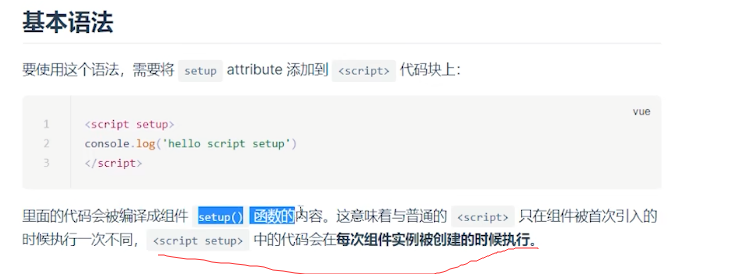 基本语法
要使用这个语法，需要将 setup attribute 添加到 <script> 代码块上：
vue
1 <script setup>
2 console.log('hello script setup')
3 </script>
里面的代码会被编译成组件 setup() 函数的内容。这意味着与普通的 <script> 只在组件被首次引入的
时候执行一次不同，<script setup> 中的代码会在每次组件实例被创建的时候执行。